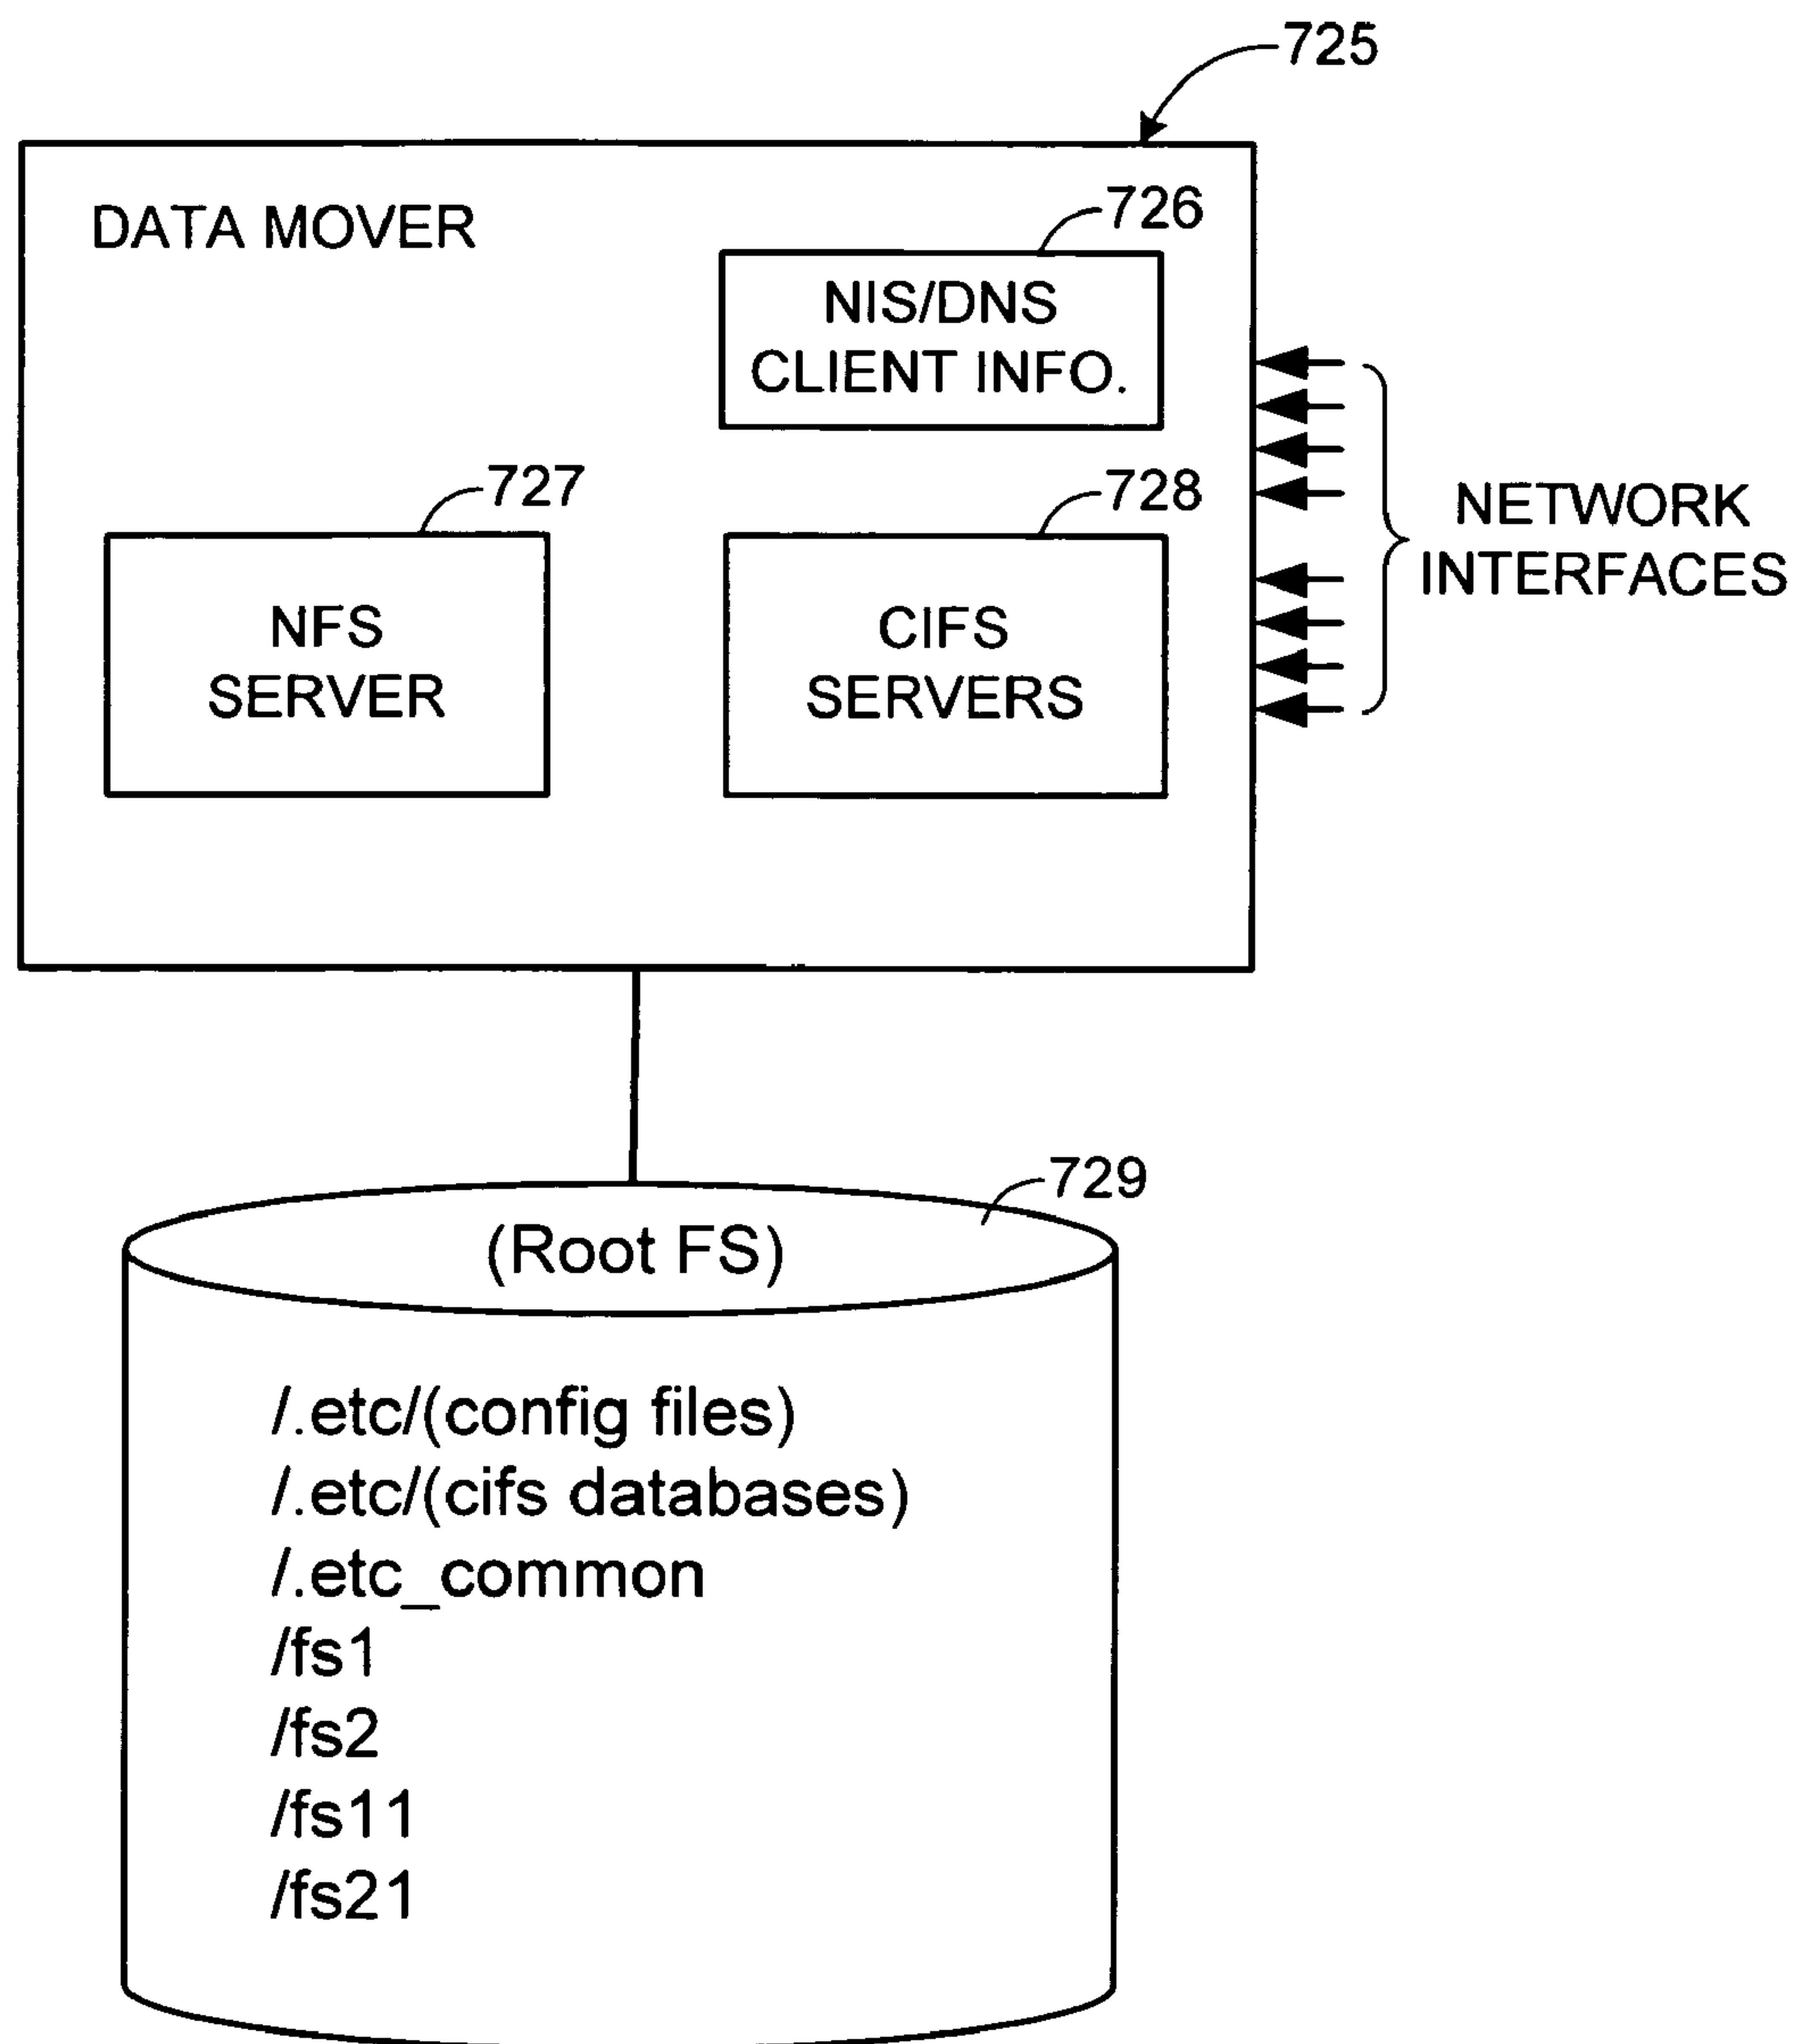 725
DATA MOVER
726
NIS/DNS
CLIENT INFO.
727
NFS
SERVER
728
CIFS
SERVERS
NETWORK
INTERFACES
729
(Root FS)
/.etc/(config files)
/.etc/(cifs databases)
/.etc_common
/fs1
/fs2
/fs11
/fs21